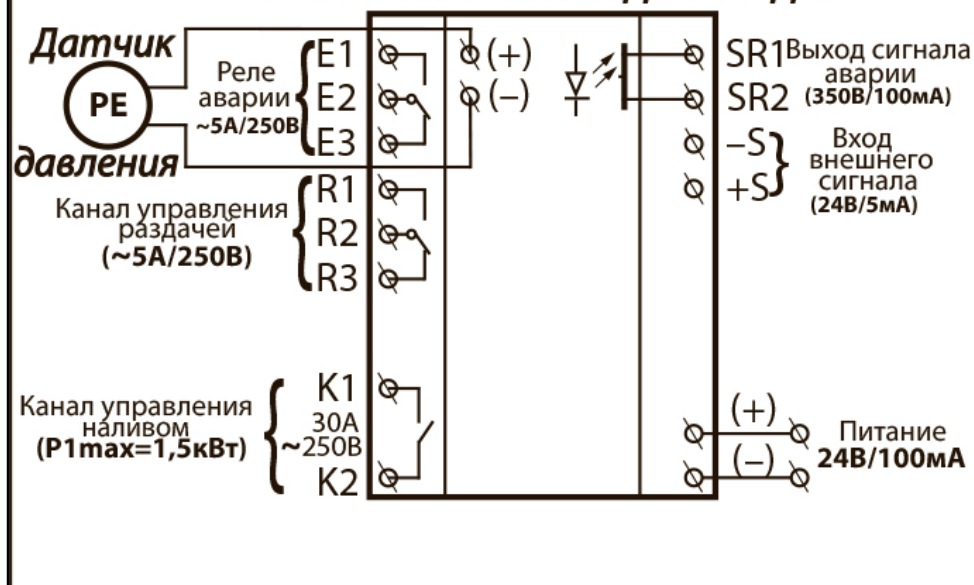 Датчик
PE
давления
Реле
аварии
~5А/250В
E1
E2
E3
(+)
(–)
SR1
SR2
Выход сигнала
аварии
(350В/100мА)
–S
+S
Вход
внешнего
сигнала
(24В/5мА)
Канал управления
раздачей
(~5А/250В)
R1
R2
R3
Канал управления
наливом
(P1max=1,5кВт)
K1
30А
~250В
K2
(+)
(–)
Питание
24В/100мА